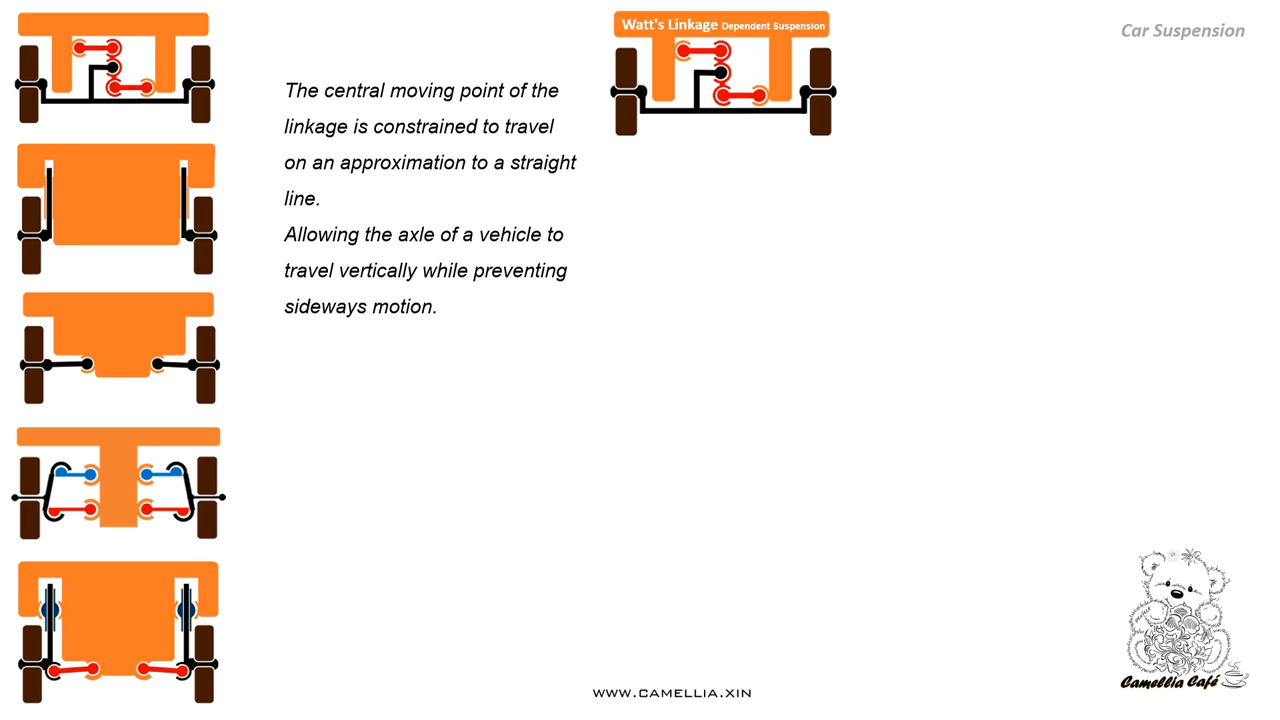 Watt's Linkage Dependent Suspension
Car Suspension
The central moving point of the
linkage is constrained to travel
on an approximation to a straight
line.
Allowing the axle of a vehicle to
travel vertically while preventing
sideways motion.
Camellia Café
WWW.CAMELLIA.XIN